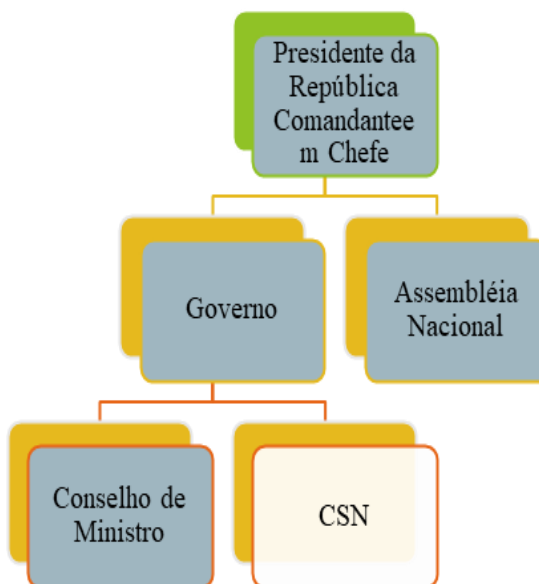 Presidente da
República
Comandantee
m Chefe
Governo
Assembléia
Nacional
Conselho de
Ministro
CSN